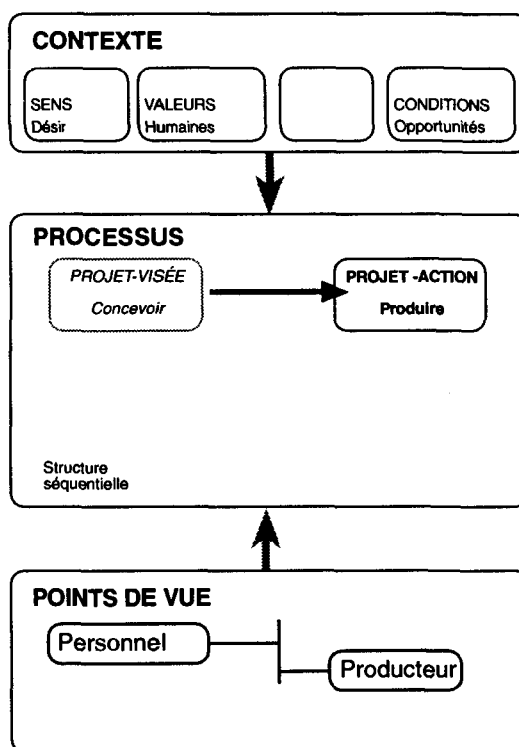 CONTEXTE
SENS
Désir
VALEURS
Humaines
CONDITIONS
Opportunités
PROCESSUS
PROJET-VISÉE
Concevoir
PROJET -ACTION
Produire
Structure
séquentielle
POINTS DE VUE
Personnel
Producteur